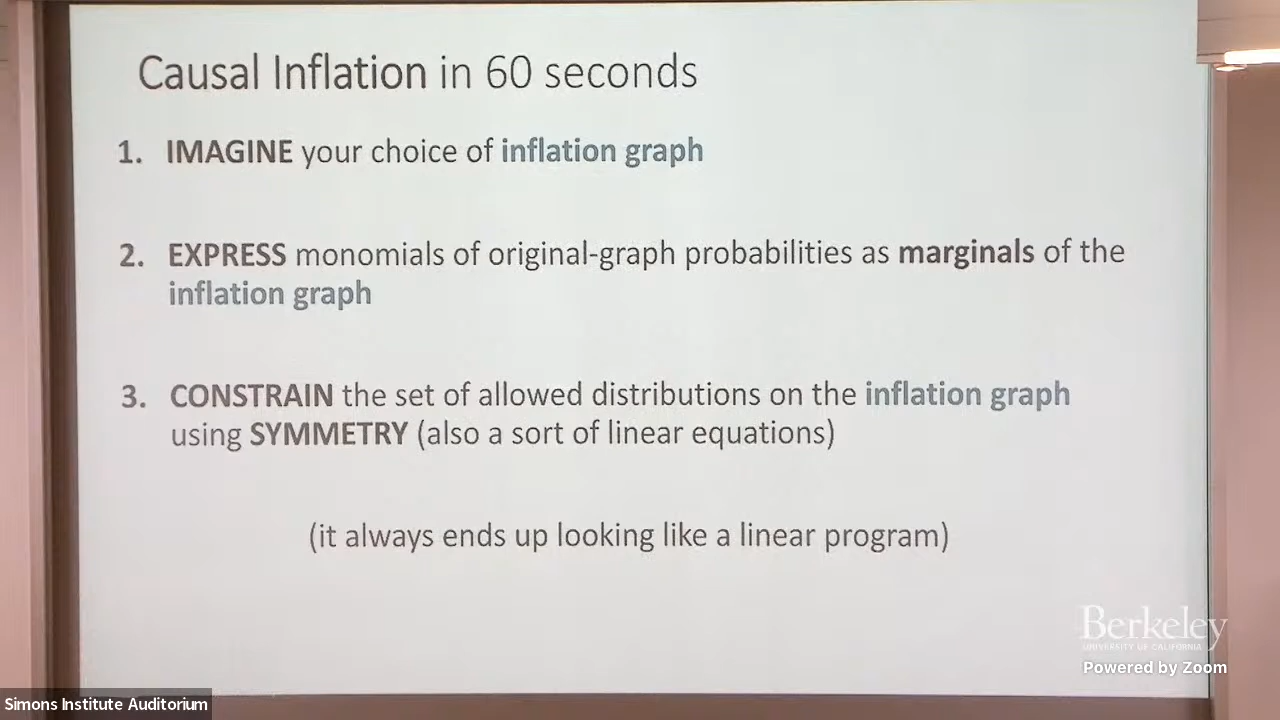 Causal Inflation in 60 seconds
1. IMAGINE your choice of inflation graph
2. EXPRESS monomials of original-graph probabilities as marginals of the
inflation graph
3. CONSTRAIN the set of allowed distributions on the inflation graph
using SYMMETRY (also a sort of linear equations)
(it always ends up looking like a linear program)
Berkeley
UNIVERSITY OF CALIFORNIA
Powered by Zoom
Simons Institute Auditorium